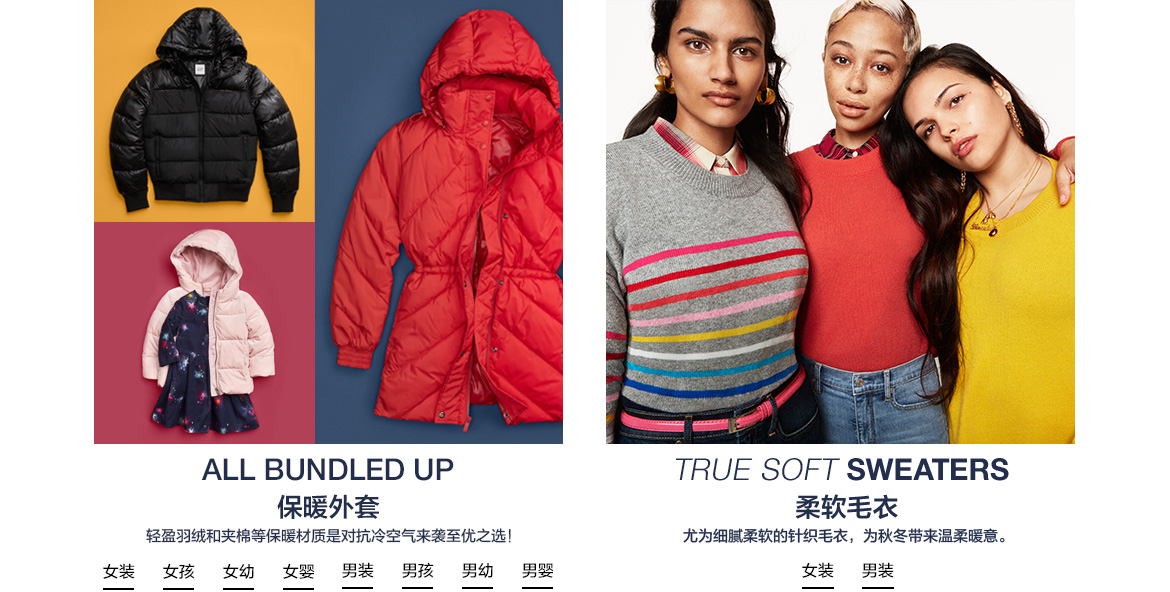 ALL BUNDLED UP
保暖外套
轻盈羽绒和夹棉等保暖材质是对抗冷空气来袭至优之选！
女装 女孩 女幼 女婴 男装 男孩 男幼 男婴
TRUE SOFT SWEATERS
柔软毛衣
尤为细腻柔软的针织毛衣，为秋冬带来温柔暖意。
女装 男装